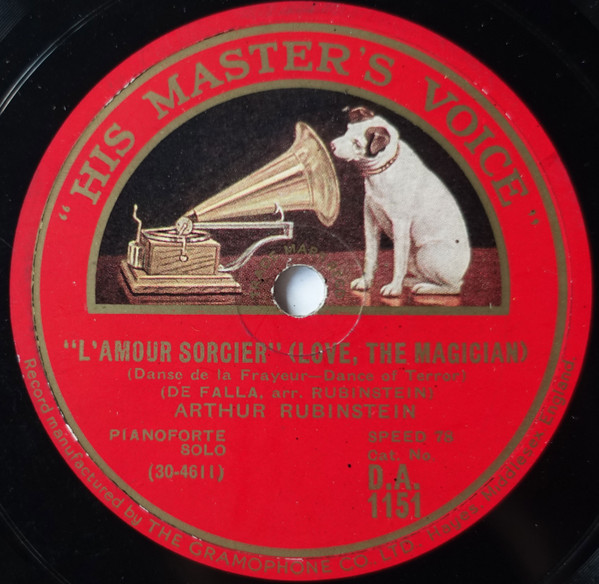 "HIS MASTER'S VOICE"
"L'AMOUR SORCIER" (LOVE, THE MAGICIAN)
(Danse de la Frayeur—Dance of Terror)
(DE FALLA, arr. RUBINSTEIN)
ARTHUR RUBINSTEIN
PIANOFORTE
SOLO
(30-4611)
SPEED 78
Cat. No.
D.A.
1151
Record manufactured by THE GRAMOPHONE CO. LTD. Hayes, Middlesex, England.